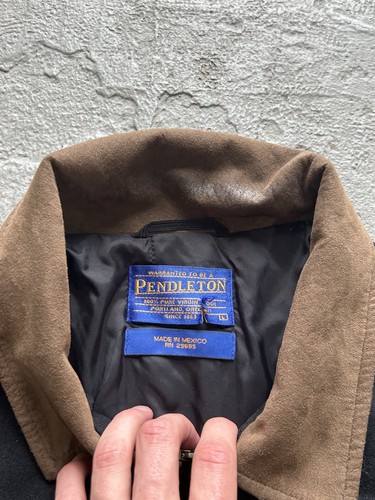 WARRANTED TO BE A
PENDLETON
100% PURE VIRGIN WOOL
PORTLAND, OREGON
SINCE 1863
L
MADE IN MEXICO
RN 29685